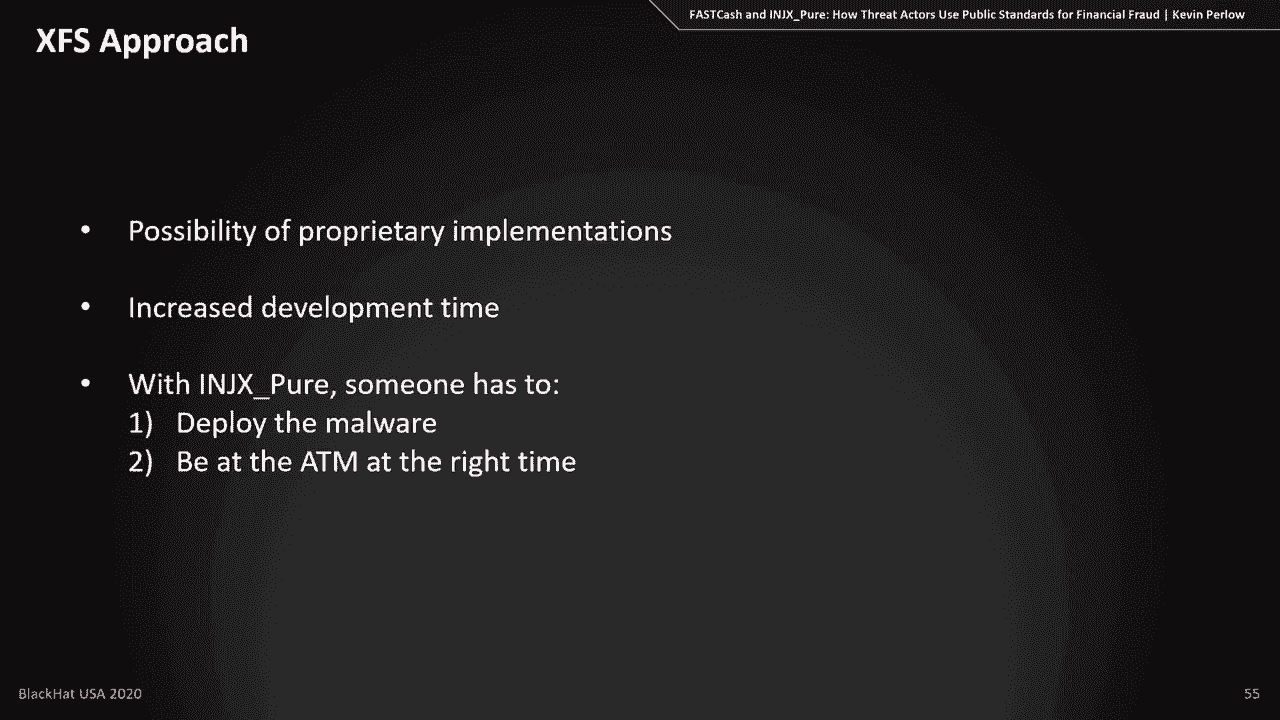 FASTCash and INJX_Pure: How Threat Actors Use Public Standards for Financial Fraud | Kevin Perlow
XFS Approach
• Possibility of proprietary implementations
• Increased development time
• With INJX_Pure, someone has to:
1) Deploy the malware
2) Be at the ATM at the right time
BlackHat USA 2020
55